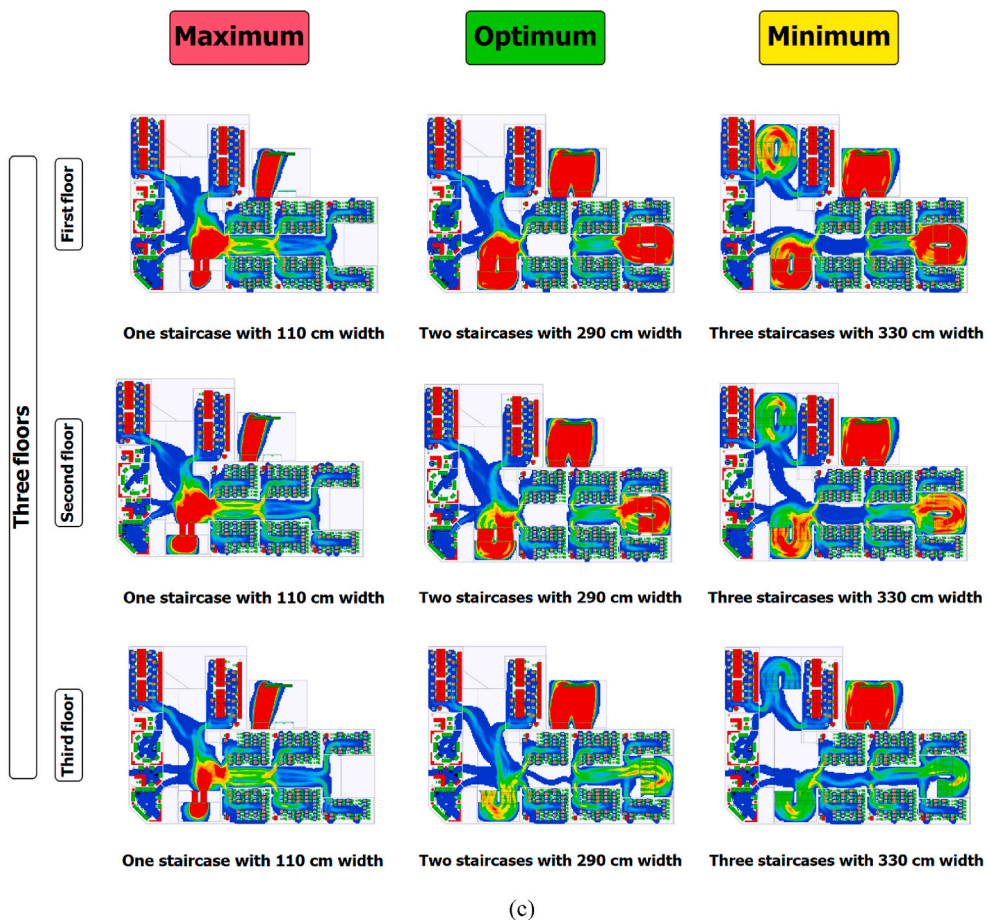 Maximum
Optimum
Minimum
Three floors
First floor
One staircase with 110 cm width
Two staircases with 290 cm width
Three staircases with 330 cm width
Second floor
One staircase with 110 cm width
Two staircases with 290 cm width
Three staircases with 330 cm width
Third floor
One staircase with 110 cm width
Two staircases with 290 cm width
Three staircases with 330 cm width
(c)